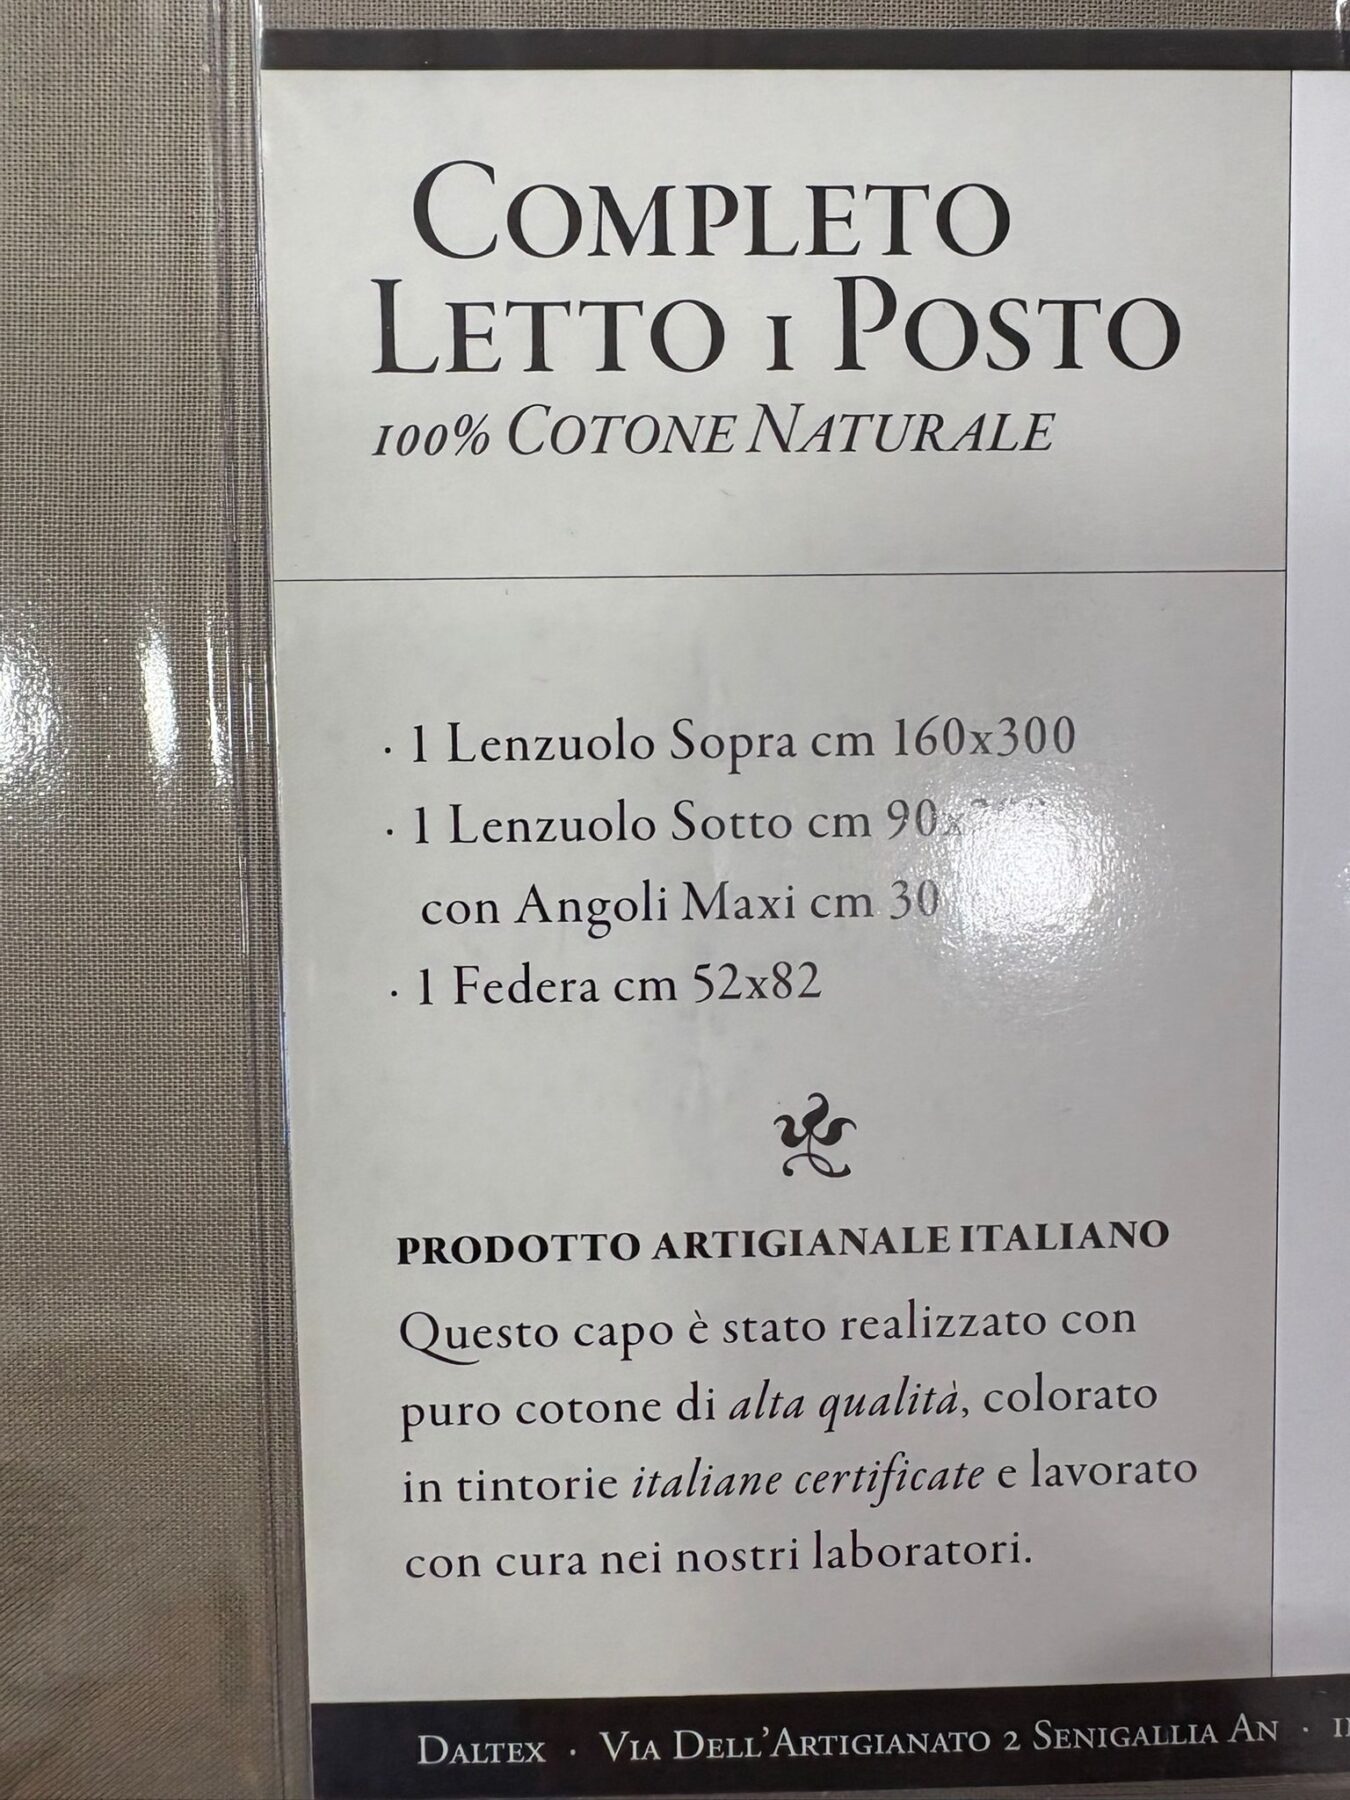 COMPLETO
LETTO 1 POSTO
100% COTONE NATURALE
· 1 Lenzuolo Sopra cm 160x300
· 1 Lenzuolo Sotto cm
con Angoli Maxi cm 30
· 1 Federa cm 52x82
PRODOTTO ARTIGIANALE ITALIANO
Questo capo è stato realizzato con
puro cotone di alta qualità, colorato
in tintorie italiane certificate e lavorato
con cura nei nostri laboratori.
DALTEX · VIA DELL'ARTIGIANATO 2 SENIGALLIA AN ·